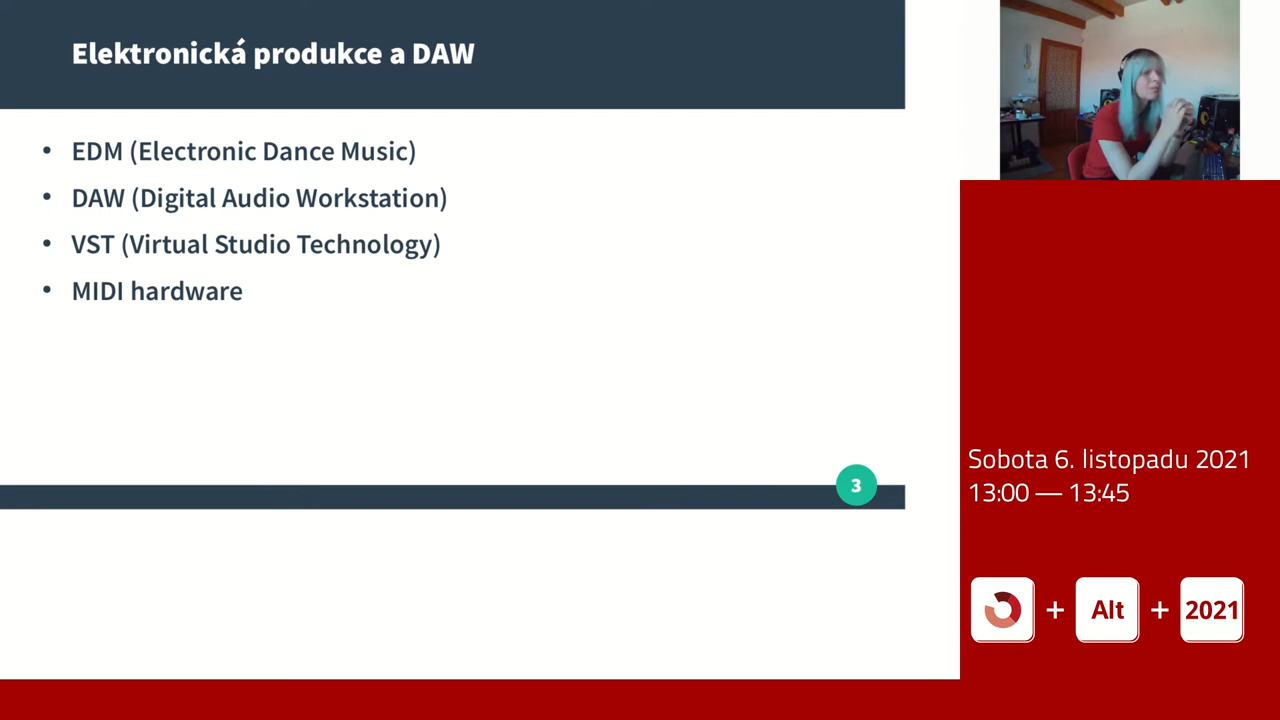 Elektronická produkce a DAW
• EDM (Electronic Dance Music)
• DAW (Digital Audio Workstation)
• VST (Virtual Studio Technology)
• MIDI hardware
3
Sobota 6. listopadu 2021
13:00 — 13:45
+ Alt + 2021